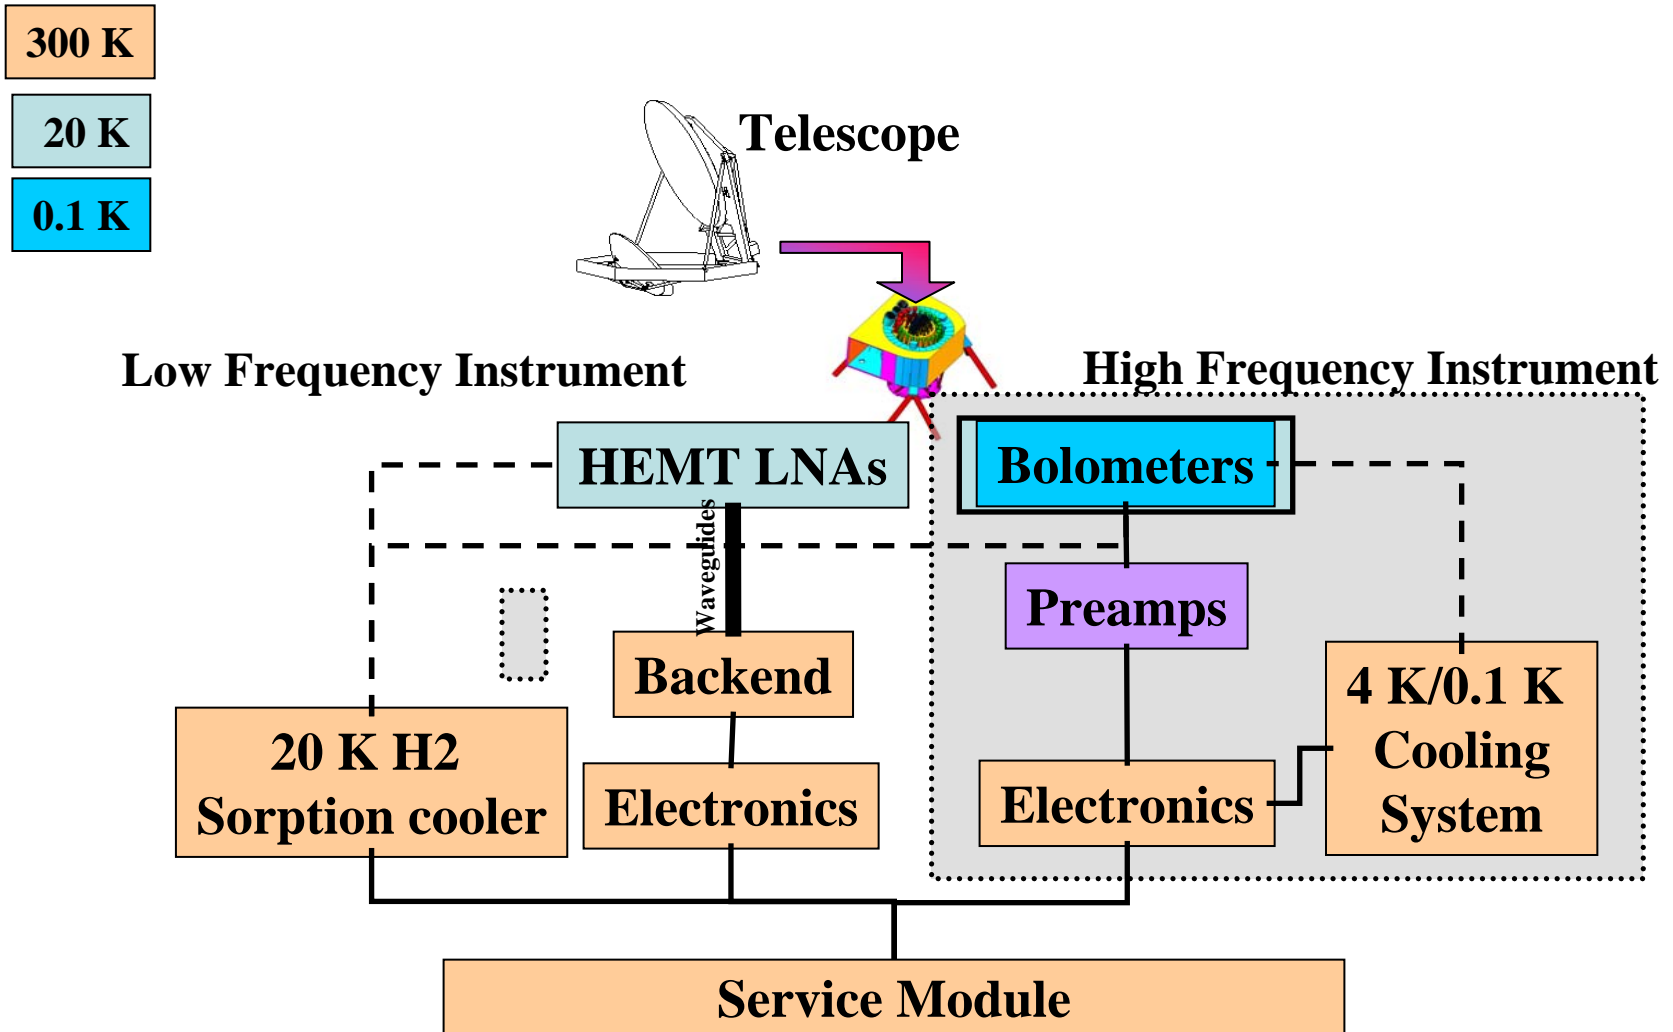 300 K
20 K
0.1 K
Telescope
Low Frequency Instrument
High Frequency Instrument
HEMT LNAs
Bolometers
Waveguides
Preamps
Backend
4 K/0.1 K
Cooling
System
20 K H2
Sorption cooler
Electronics
Electronics
Service Module